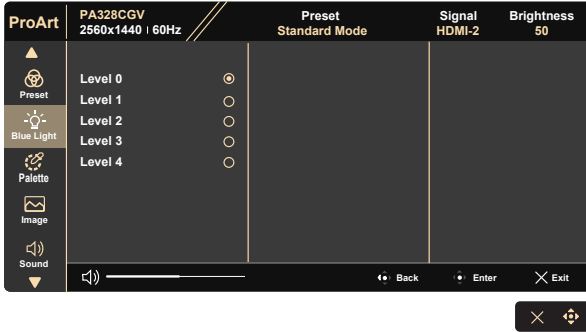 ProArt
PA328CGV
2560x1440 60Hz
Preset
Standard Mode
Signal
HDMI-2
Brightness
50
Preset
Blue Light
Palette
Image
Sound
Level 0
Level 1
Level 2
Level 3
Level 4
Back
Enter
Exit